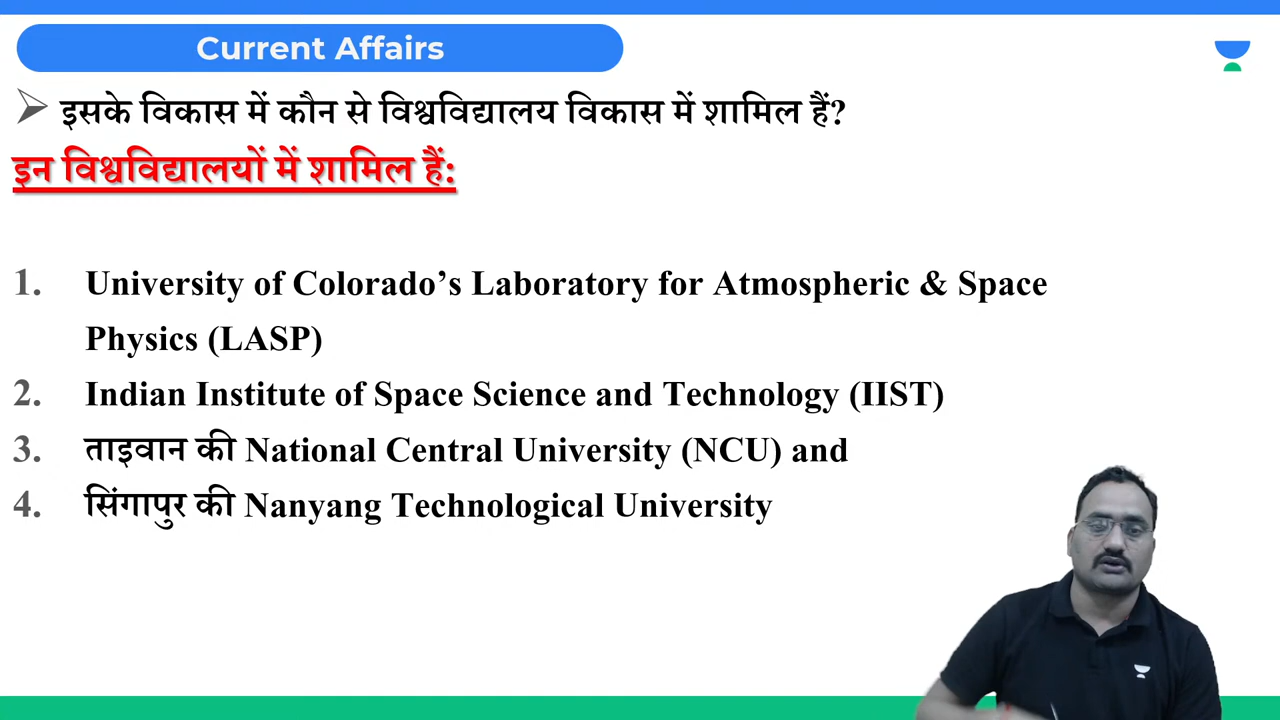 Current Affairs
इसके विकास में कौन से विश्वविद्यालय विकास में शामिल हैं?
इन विश्वविद्यालयों में शामिल हैं:
1. University of Colorado’s Laboratory for Atmospheric & Space
Physics (LASP)
2. Indian Institute of Space Science and Technology (IIST)
3. ताइवान की National Central University (NCU) and
4. सिंगापुर की Nanyang Technological University